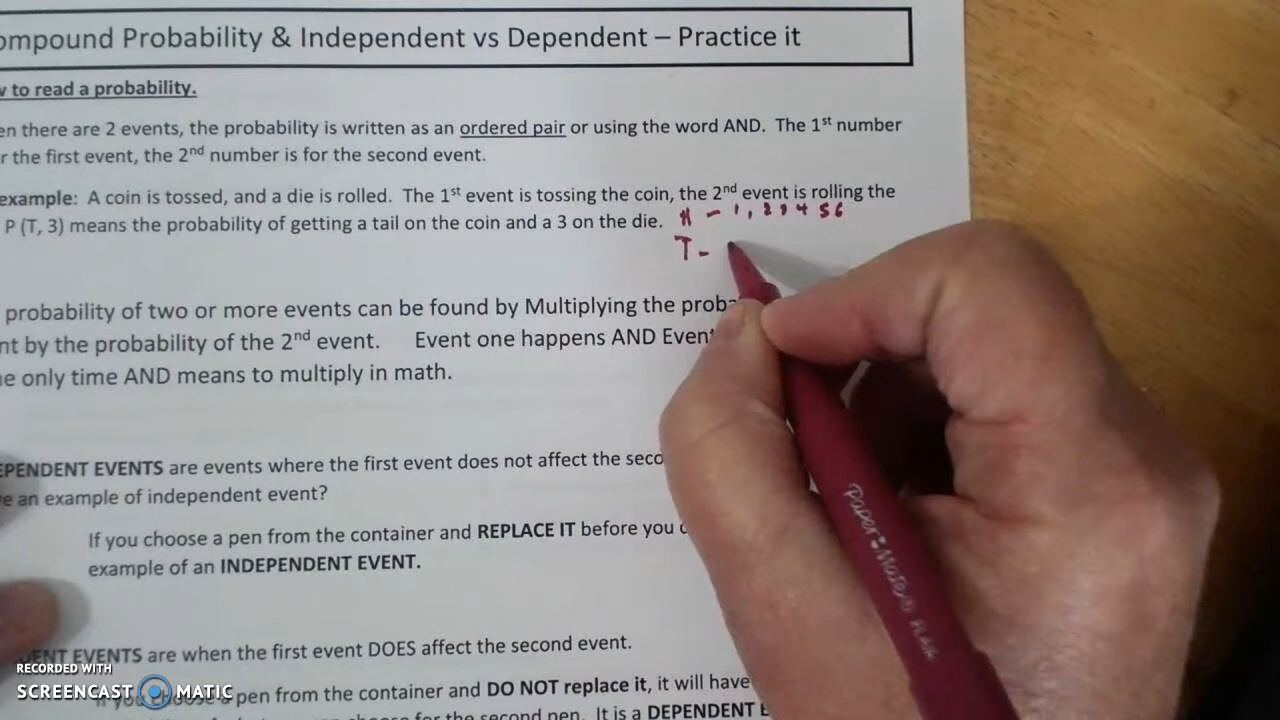 ompound Probability & Independent vs Dependent – Practice it
w to read a probability.
en there are 2 events, the probability is written as an ordered pair or using the word AND. The 1st number
r the first event, the 2nd number is for the second event.
example: A coin is tossed, and a die is rolled. The 1st event is tossing the coin, the 2nd event is rolling the
P (T, 3) means the probability of getting a tail on the coin and a 3 on the die. H - 1, 2 3 4 5 6
T -
probability of two or more events can be found by Multiplying the proba
nt by the probability of the 2nd event. Event one happens AND Event
e only time AND means to multiply in math.
EPENDENT EVENTS are events where the first event does not affect the seco
e an example of independent event?
If you choose a pen from the container and REPLACE IT before you c
example of an INDEPENDENT EVENT.
ENT EVENTS are when the first event DOES affect the second event.
If you choose a pen from the container and DO NOT replace it, it will have
for the second pen. It is a DEPENDENT E
Paper:Mate® FLAIR
RECORDED WITH
SCREENCAST MATIC